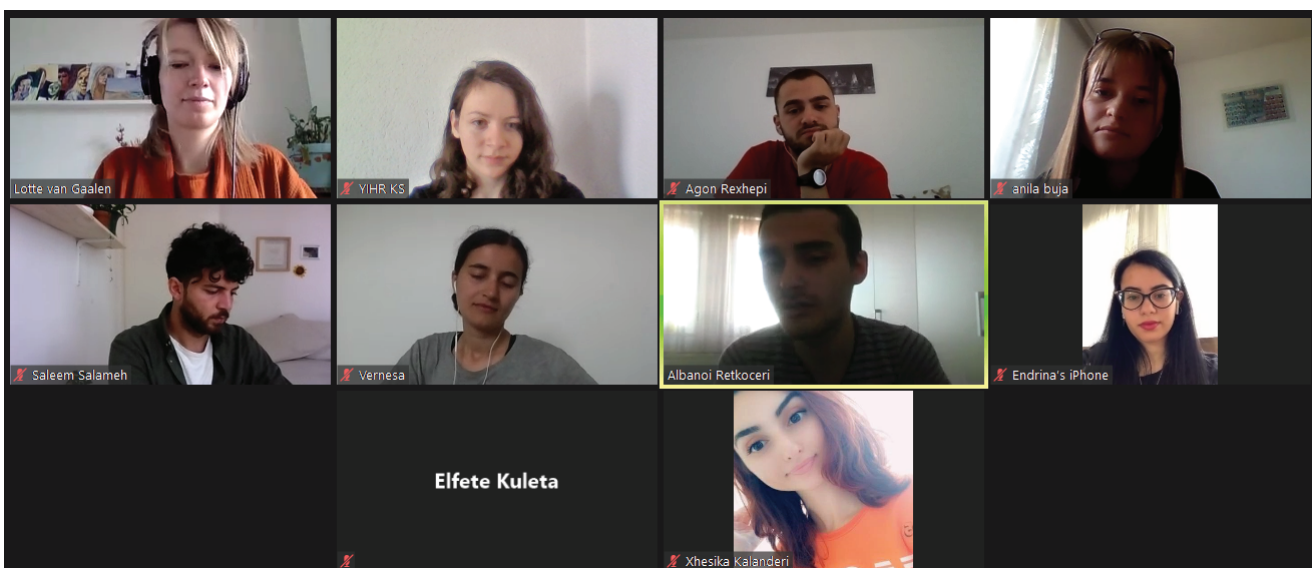 Lotte van Gaalen
YIHR KS
Agon Rexhepi
anila buja
Saleem Salameh
Vernesa
Albanoi Retkoceri
Endrina's iPhone
Elfete Kuleta
Xhesika Kalanderi